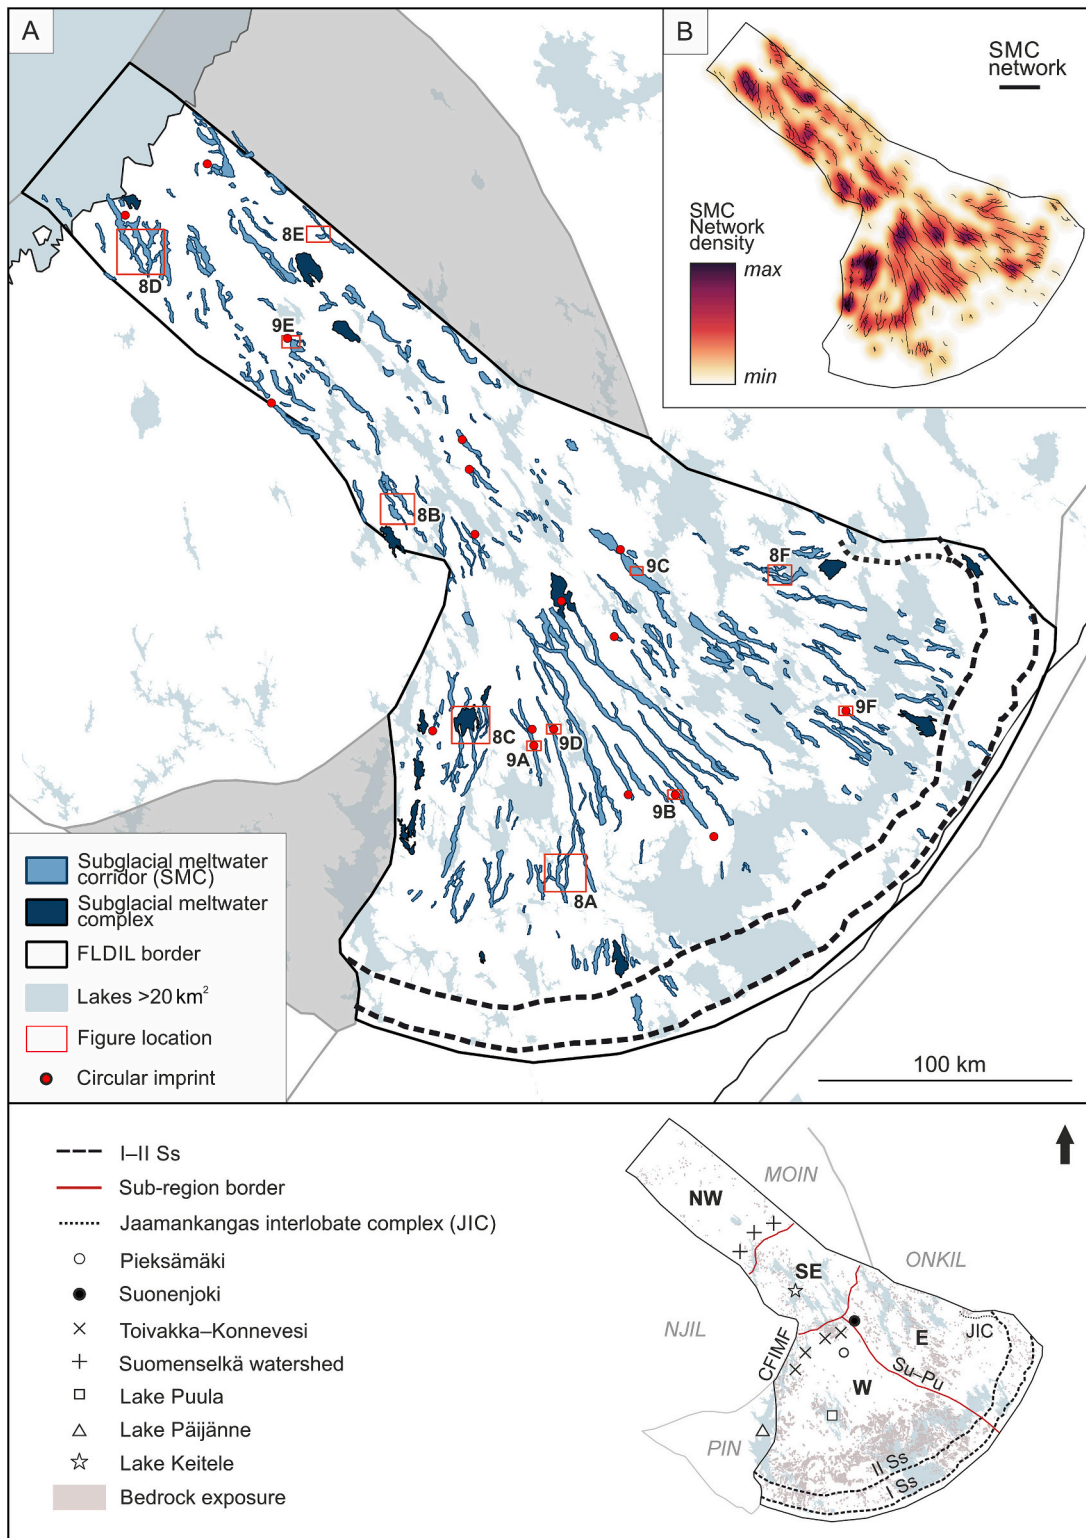 A
B
SMC
network
SMC
Network
density
max
min
8E
8D
9E
8B
9C
8F
9F
8C
9D
9A
9B
8A
Subglacial meltwater
corridor (SMC)
Subglacial meltwater
complex
FLDIL border
Lakes >20 km²
Figure location
Circular imprint
100 km
I–II Ss
Sub-region border
Jaamankangas interlobate complex (JIC)
Pieksämäki
Suonenjoki
Toivakka–Konnevesi
Suomenselkä watershed
Lake Puula
Lake Päijänne
Lake Keitele
Bedrock exposure
MOIN
NW
ONKIL
SE
NJIL
JIC
E
CFIMF
Su–Pu
W
PIN
II Ss
I Ss